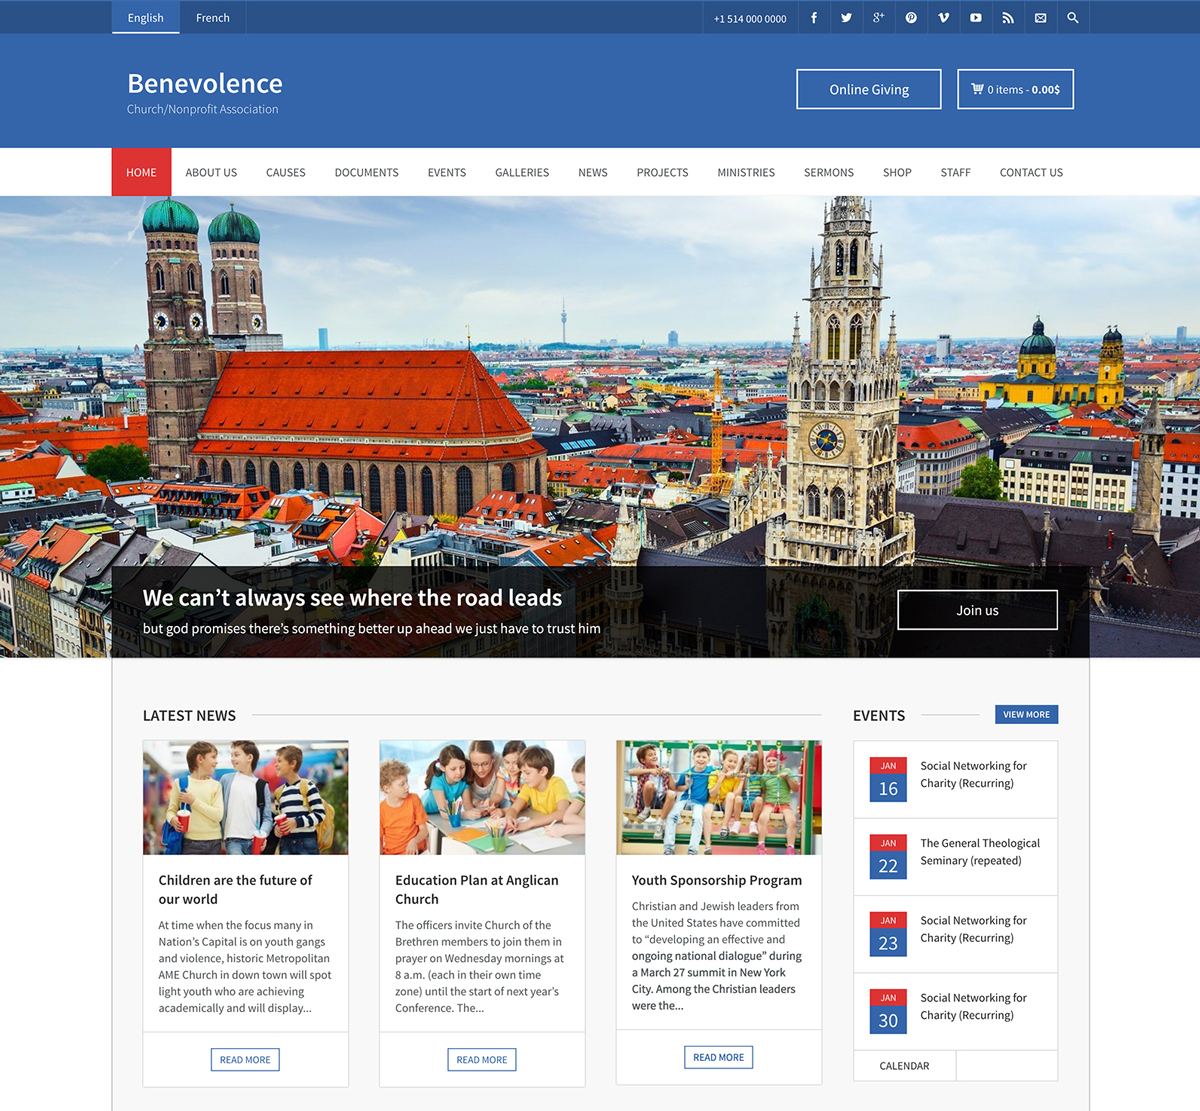 English
French
+1 514 000 0000
Benevolence
Church/Nonprofit Association
Online Giving
0 items - 0.00$
HOME
ABOUT US
CAUSES
DOCUMENTS
EVENTS
GALLERIES
NEWS
PROJECTS
MINISTRIES
SERMONS
SHOP
STAFF
CONTACT US
We can’t always see where the road leads
but god promises there’s something better up ahead we just have to trust him
Join us
LATEST NEWS
Children are the future of
our world
At time when the focus many in
Nation’s Capital is on youth gangs
and violence, historic Metropolitan
AME Church in down town will spot
light youth who are achieving
academically and will display...
READ MORE
Education Plan at Anglican
Church
The officers invite Church of the
Brethren members to join them in
prayer on Wednesday mornings at
8 a.m. (each in their own time
zone) until the start of next year’s
Conference. The...
READ MORE
Youth Sponsorship Program
Christian and Jewish leaders from
the United States have committed
to “developing an effective and
ongoing national dialogue” during
a March 27 summit in New York
City. Among the Christian leaders
were the...
READ MORE
EVENTS
VIEW MORE
JAN
16
Social Networking for
Charity (Recurring)
JAN
22
The General Theological
Seminary (repeated)
JAN
23
Social Networking for
Charity (Recurring)
JAN
30
Social Networking for
Charity (Recurring)
CALENDAR